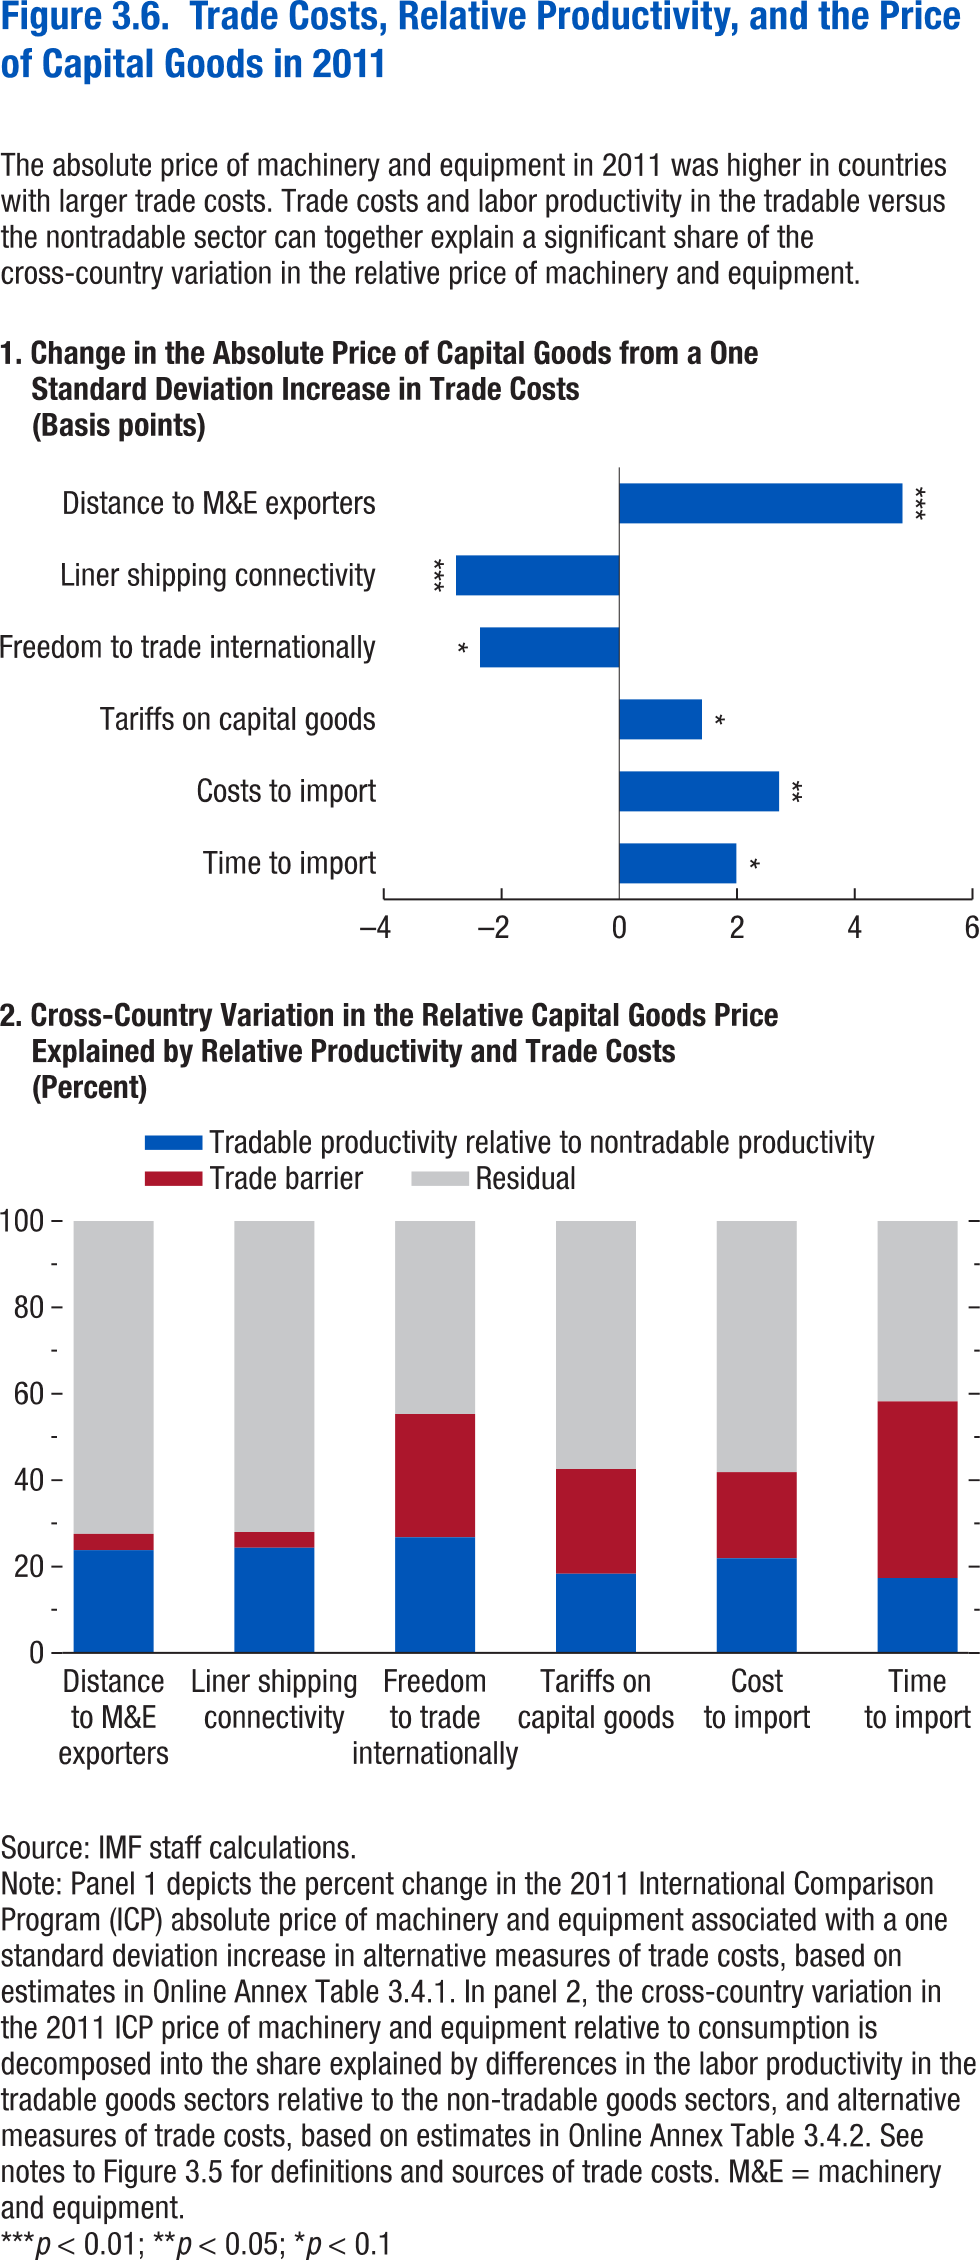 Figure 3.6.  Trade Costs, Relative Productivity, and the Price
of Capital Goods in 2011
The absolute price of machinery and equipment in 2011 was higher in countries
with larger trade costs. Trade costs and labor productivity in the tradable versus
the nontradable sector can together explain a significant share of the
cross-country variation in the relative price of machinery and equipment.
1. Change in the Absolute Price of Capital Goods from a One
Standard Deviation Increase in Trade Costs
(Basis points)
Distance to M&E exporters ***
Liner shipping connectivity ***
Freedom to trade internationally *
Tariffs on capital goods *
Costs to import **
Time to import *
–4 –2 0 2 4 6
2. Cross-Country Variation in the Relative Capital Goods Price
Explained by Relative Productivity and Trade Costs
(Percent)
Tradable productivity relative to nontradable productivity
Trade barrier Residual
100
80
60
40
20
0
Distance Liner shipping Freedom Tariffs on Cost Time
to M&E connectivity to trade capital goods to import to import
exporters internationally
Source: IMF staff calculations.
Note: Panel 1 depicts the percent change in the 2011 International Comparison
Program (ICP) absolute price of machinery and equipment associated with a one
standard deviation increase in alternative measures of trade costs, based on
estimates in Online Annex Table 3.4.1. In panel 2, the cross-country variation in
the 2011 ICP price of machinery and equipment relative to consumption is
decomposed into the share explained by differences in the labor productivity in the
tradable goods sectors relative to the non-tradable goods sectors, and alternative
measures of trade costs, based on estimates in Online Annex Table 3.4.2. See
notes to Figure 3.5 for definitions and sources of trade costs. M&E = machinery
and equipment.
***p < 0.01; **p < 0.05; *p < 0.1